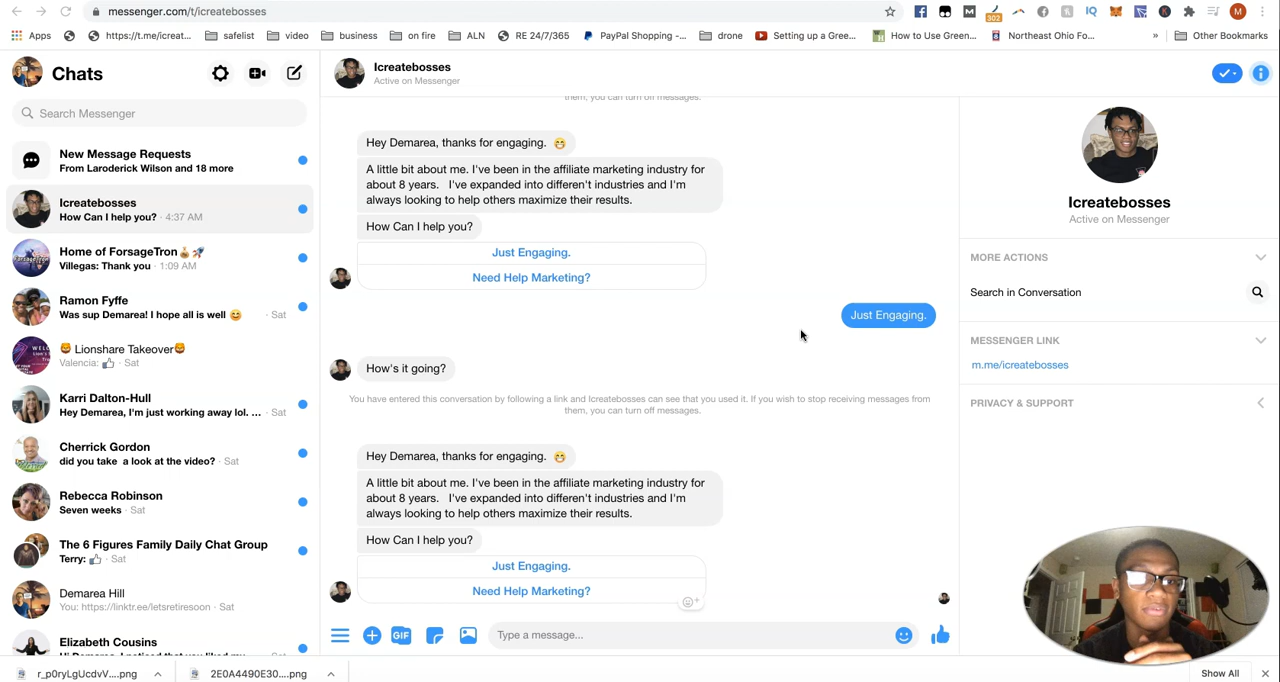 messenger.com/t/icreatebosses
302
IQ
M
Apps
https://t.me/icreat...
safelist
video
business
on fire
ALN
RE 24/7/365
PayPal Shopping -...
drone
Setting up a Gree...
How to Use Green...
Northeast Ohio Fo...
»
Other Bookmarks
Chats
Search Messenger
New Message Requests
From Laroderick Wilson and 18 more
Icreatebosses
How Can I help you? · 4:37 AM
Home of ForsageTron💰🚀
Villegas: Thank you · 1:09 AM
Ramon Fyffe
Was sup Demarea! I hope all is well 😊 · Sat
🦁 Lionshare Takeover🦁
Valencia: 👍 · Sat
Karri Dalton-Hull
Hey Demarea, I'm just working away lol. ... · Sat
Cherrick Gordon
did you take a look at the video? · Sat
Rebecca Robinson
Seven weeks · Sat
The 6 Figures Family Daily Chat Group
Terry: 👍 · Sat
Demarea Hill
You: https://linktr.ee/letsretiresoon · Sat
Elizabeth Cousins
Icreatebosses
Active on Messenger
them, you can turn off messages.
Hey Demarea, thanks for engaging. 😁
A little bit about me. I've been in the affiliate marketing industry for
about 8 years. I've expanded into differen't industries and I'm
always looking to help others maximize their results.
How Can I help you?
Just Engaging.
Need Help Marketing?
Just Engaging.
How's it going?
You have entered this conversation by following a link and Icreatebosses can see that you used it. If you wish to stop receiving messages from
them, you can turn off messages.
Hey Demarea, thanks for engaging. 😁
A little bit about me. I've been in the affiliate marketing industry for
about 8 years. I've expanded into differen't industries and I'm
always looking to help others maximize their results.
How Can I help you?
Just Engaging.
Need Help Marketing?
GIF
Type a message...
Icreatebosses
Active on Messenger
MORE ACTIONS
Search in Conversation
MESSENGER LINK
m.me/icreatebosses
PRIVACY & SUPPORT
r_p0ryLgUcdvV....png
2E0A4490E30....png
Show All